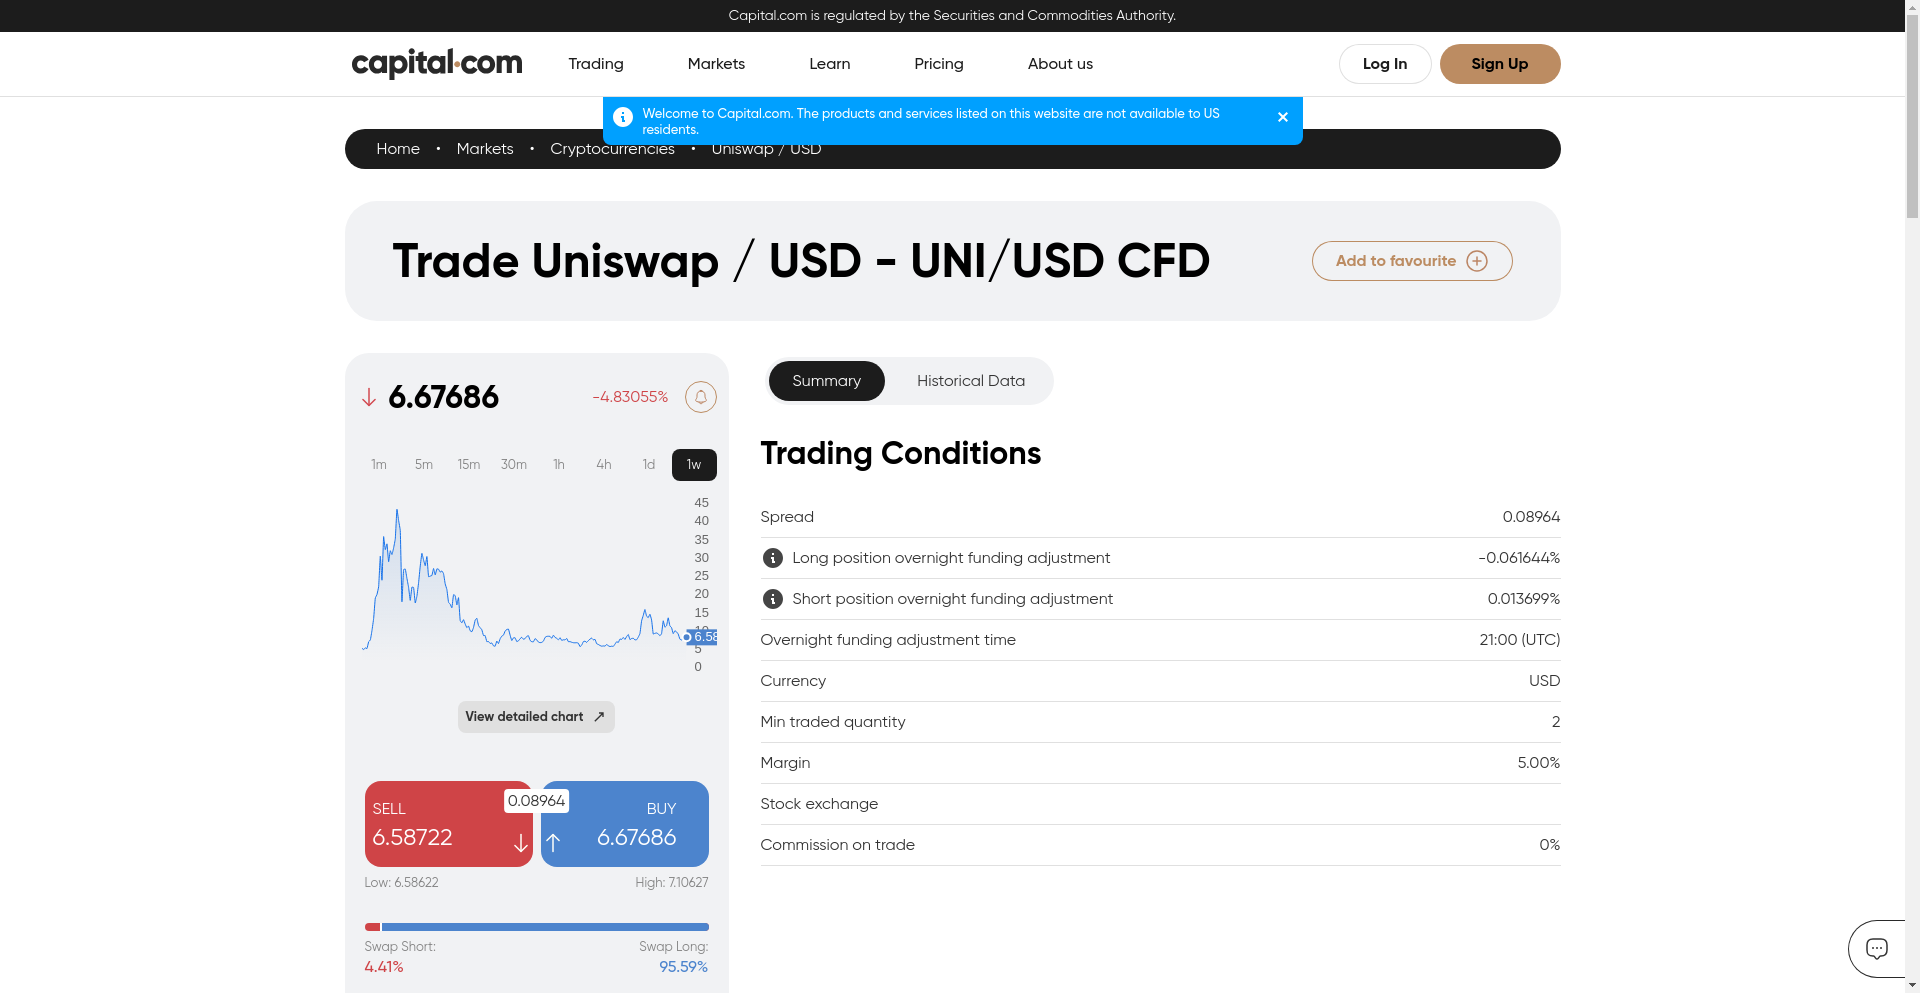 Capital.com is regulated by the Securities and Commodities Authority.
capital.com
Trading
Markets
Learn
Pricing
About us
Log In
Sign Up
Welcome to Capital.com. The products and services listed on this website are not available to US
residents.
Home • Markets • Cryptocurrencies • Uniswap / USD
Trade Uniswap / USD - UNI/USD CFD
Add to favourite
6.67686
-4.83055%
1m 5m 15m 30m 1h 4h 1d 1w
45
40
35
30
25
20
15
10
6.58
5
0
View detailed chart
SELL
6.58722
0.08964
BUY
6.67686
Low: 6.58622
High: 7.10627
Swap Short:
4.41%
Swap Long:
95.59%
Summary
Historical Data
Trading Conditions
Spread 0.08964
Long position overnight funding adjustment -0.061644%
Short position overnight funding adjustment 0.013699%
Overnight funding adjustment time 21:00 (UTC)
Currency USD
Min traded quantity 2
Margin 5.00%
Stock exchange
Commission on trade 0%